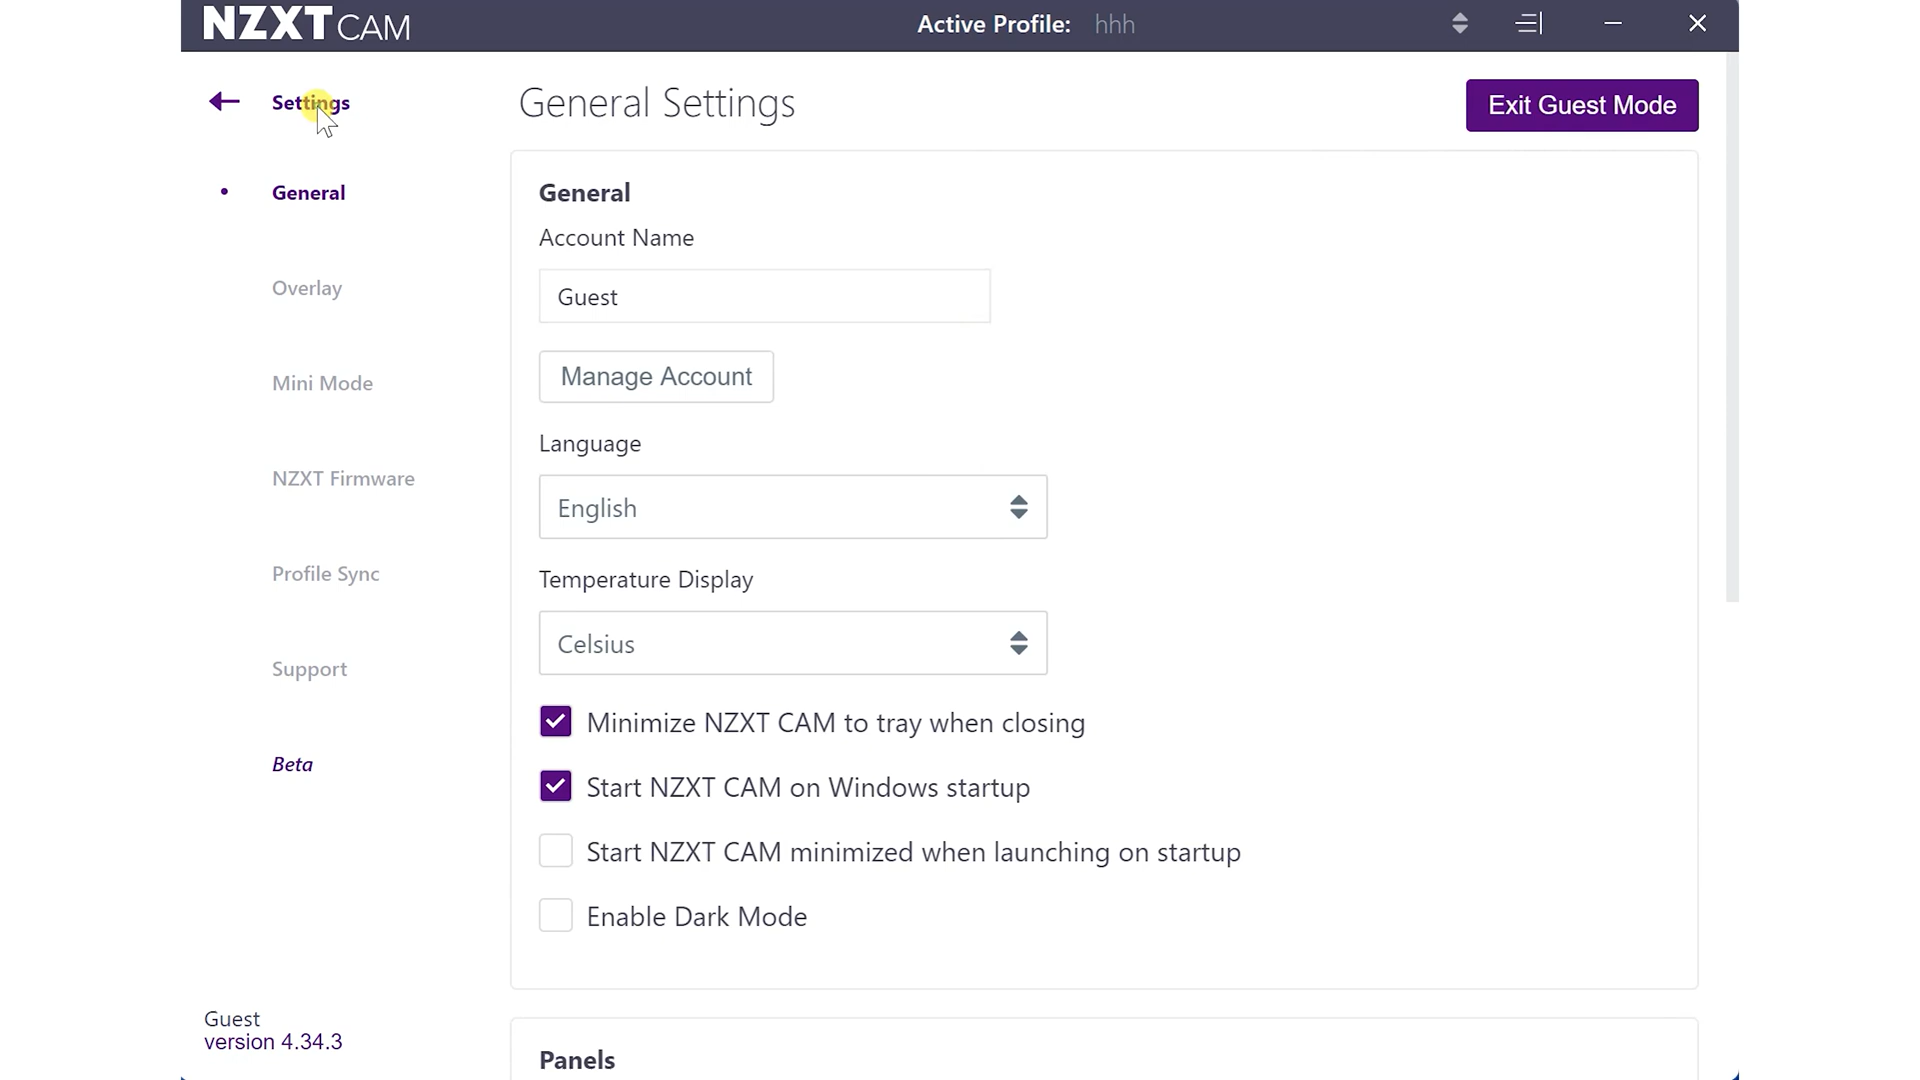 NZXT CAM
Active Profile: hhh
Settings
General Settings
Exit Guest Mode
General
Overlay
Mini Mode
NZXT Firmware
Profile Sync
Support
Beta
General
Account Name
Guest
Manage Account
Language
English
Temperature Display
Celsius
Minimize NZXT CAM to tray when closing
Start NZXT CAM on Windows startup
Start NZXT CAM minimized when launching on startup
Enable Dark Mode
Guest
version 4.34.3
Panels